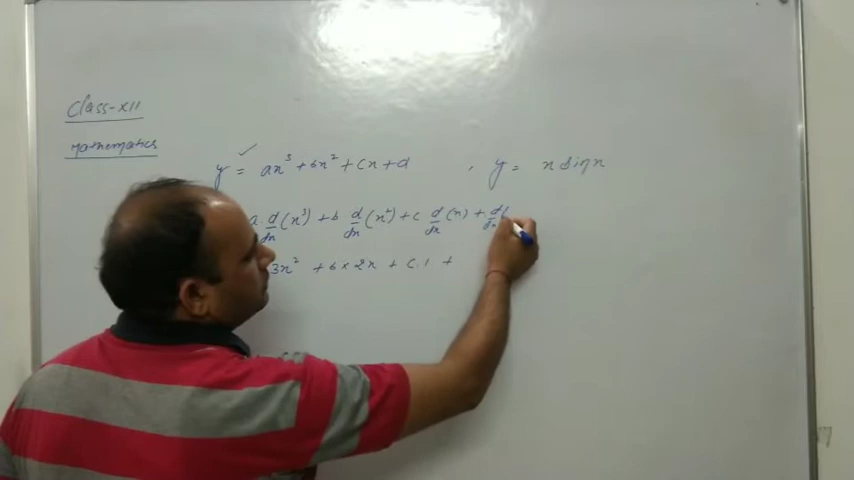 Class-XII
Mathematics
y = ax³ + bx² + cx + d , y = x sin x
a d/dx (x³) + b d/dx (x²) + c d/dx (x) + d/dx (
3x² + b × 2x + c.1 +